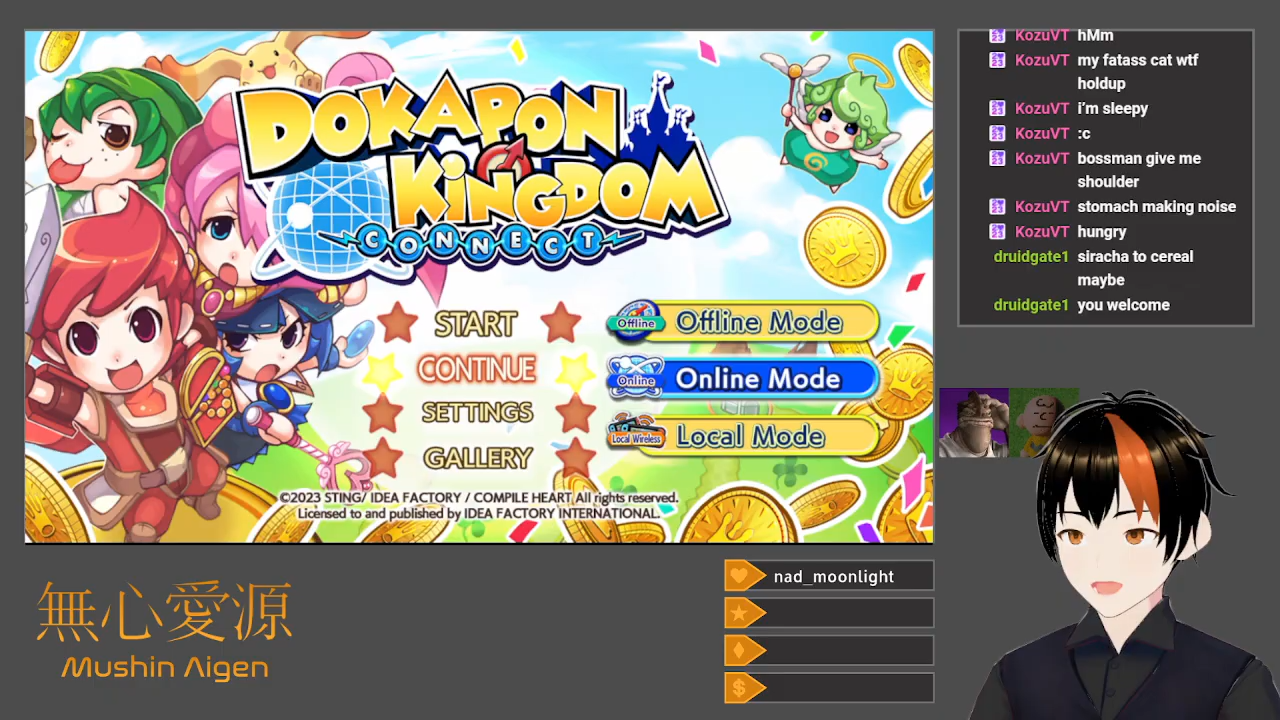 DOKAPON
KINGDOM
CONNECT
START
CONTINUE
SETTINGS
GALLERY
Offline
Offline Mode
Online
Online Mode
Local Wireless
Local Mode
©2023 STING/ IDEA FACTORY / COMPILE HEART All rights reserved.
Licensed to and published by IDEA FACTORY INTERNATIONAL.
KozuVT hMm
KozuVT my fatass cat wtf
holdup
KozuVT i'm sleepy
KozuVT :c
KozuVT bossman give me
shoulder
KozuVT stomach making noise
KozuVT hungry
druidgate1 siracha to cereal
maybe
druidgate1 you welcome
無心愛源
Mushin Aigen
nad_moonlight
$